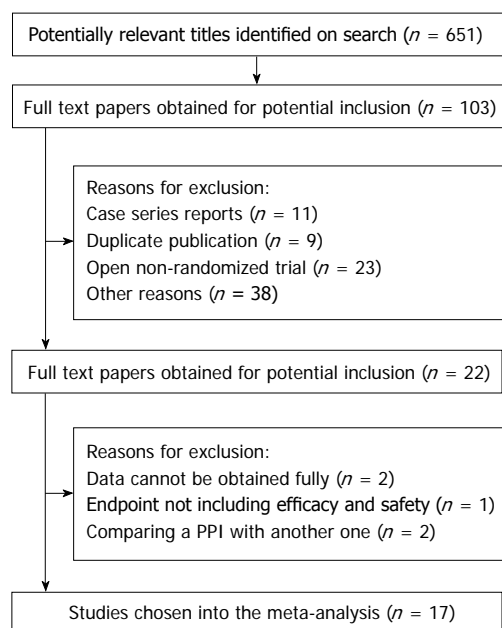 Potentially relevant titles identified on search (n = 651)
Full text papers obtained for potential inclusion (n = 103)
Reasons for exclusion:
Case series reports (n = 11)
Duplicate publication (n = 9)
Open non-randomized trial (n = 23)
Other reasons (n = 38)
Full text papers obtained for potential inclusion (n = 22)
Reasons for exclusion:
Data cannot be obtained fully (n = 2)
Endpoint not including efficacy and safety (n = 1)
Comparing a PPI with another one (n = 2)
Studies chosen into the meta-analysis (n = 17)